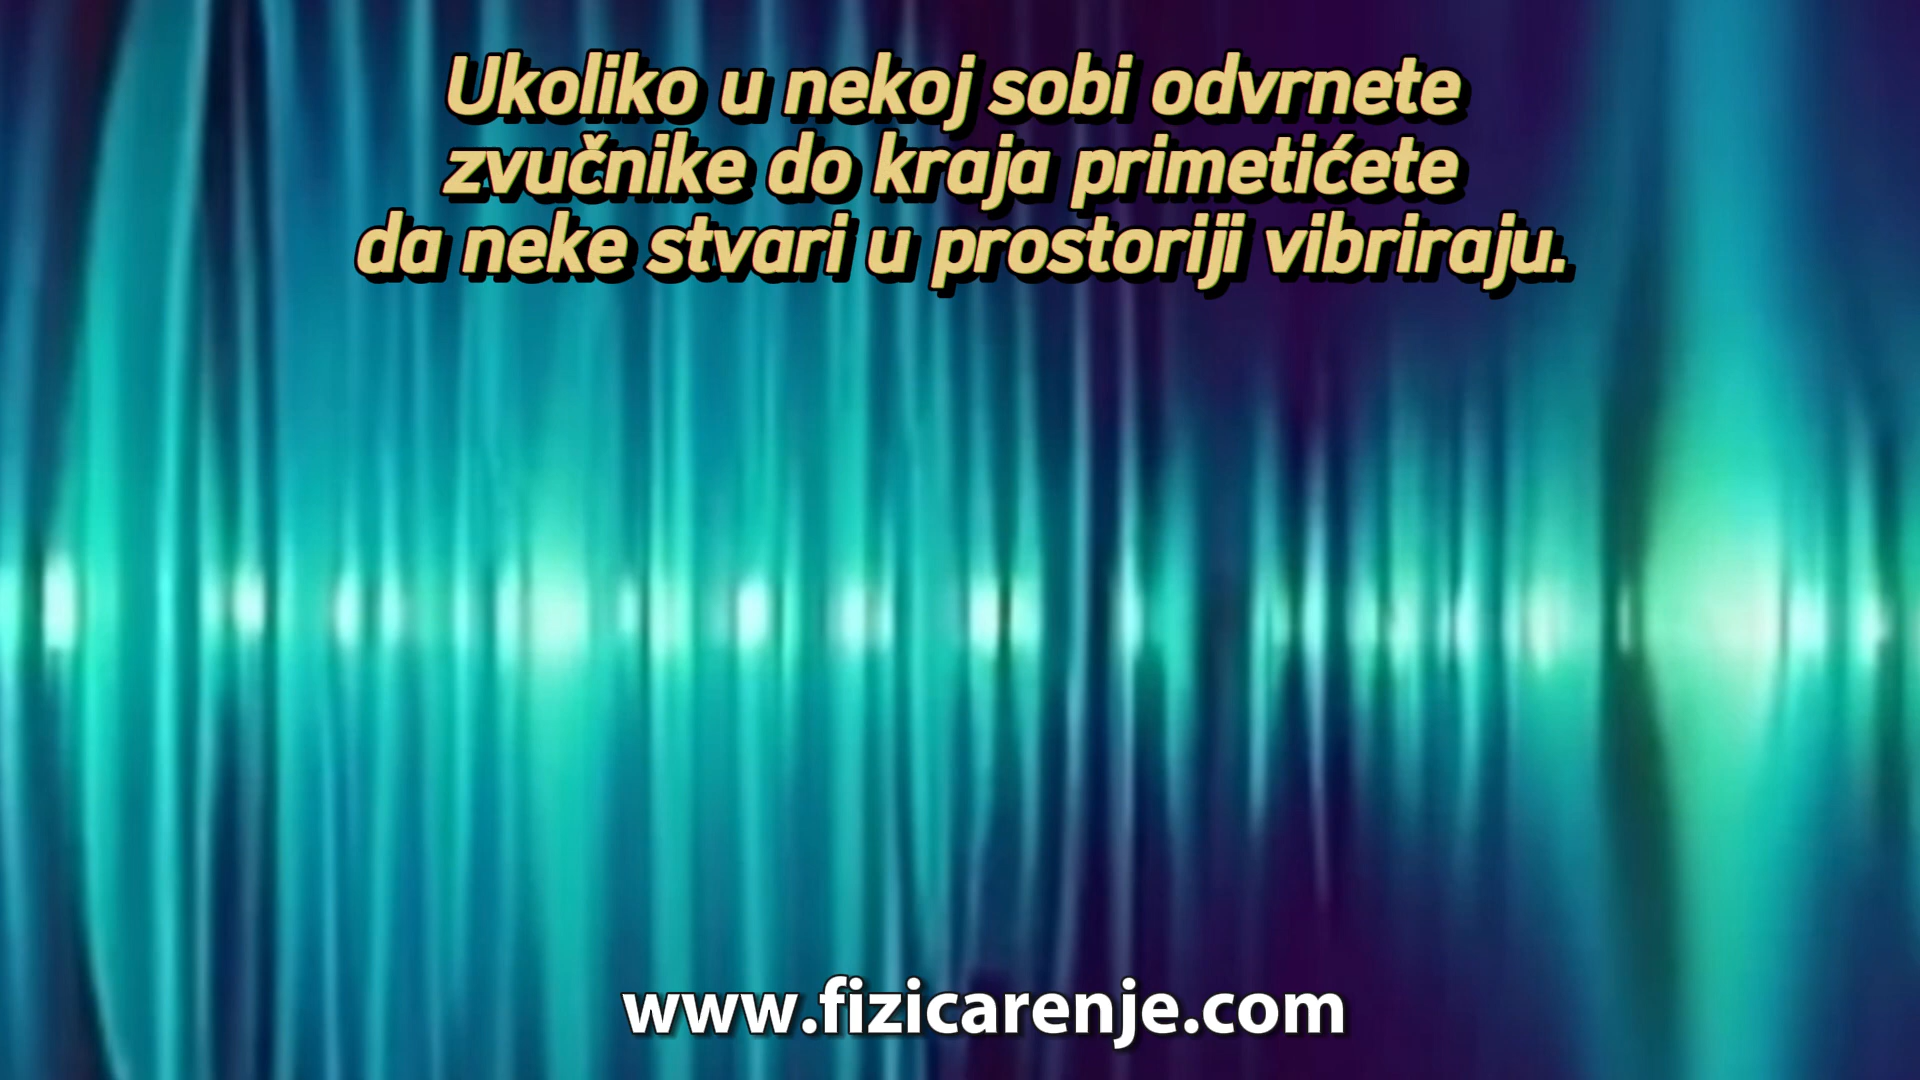 Ukoliko u nekoj sobi odvrnete
zvučnike do kraja primetićete
da neke stvari u prostoriji vibriraju.
www.fizicarenje.com